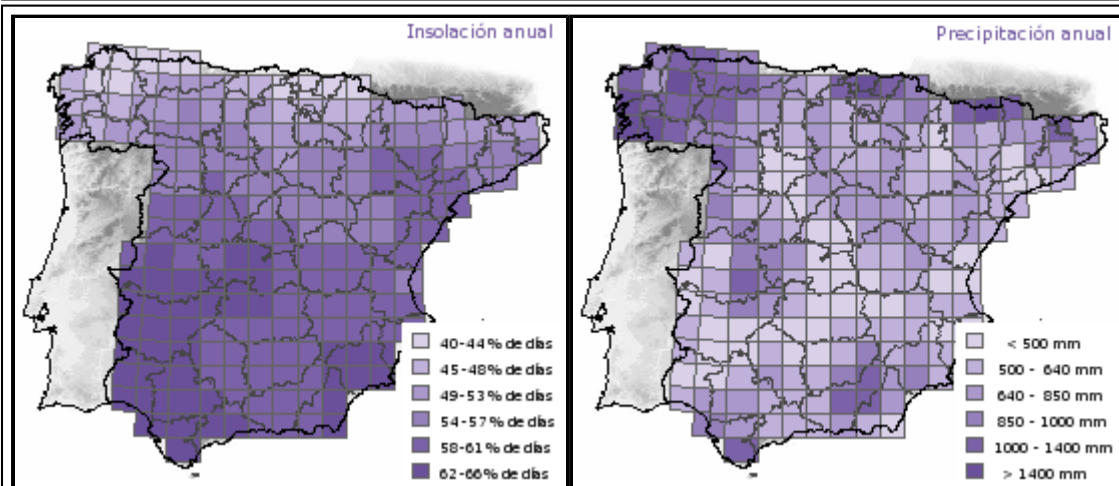 Insolación anual
40-44% de días
45-48% de días
49-53% de días
54-57% de días
58-61% de días
62-66% de días
Precipitación anual
< 500 mm
500 - 640 mm
640 - 850 mm
850 - 1000 mm
1000 - 1400 mm
> 1400 mm